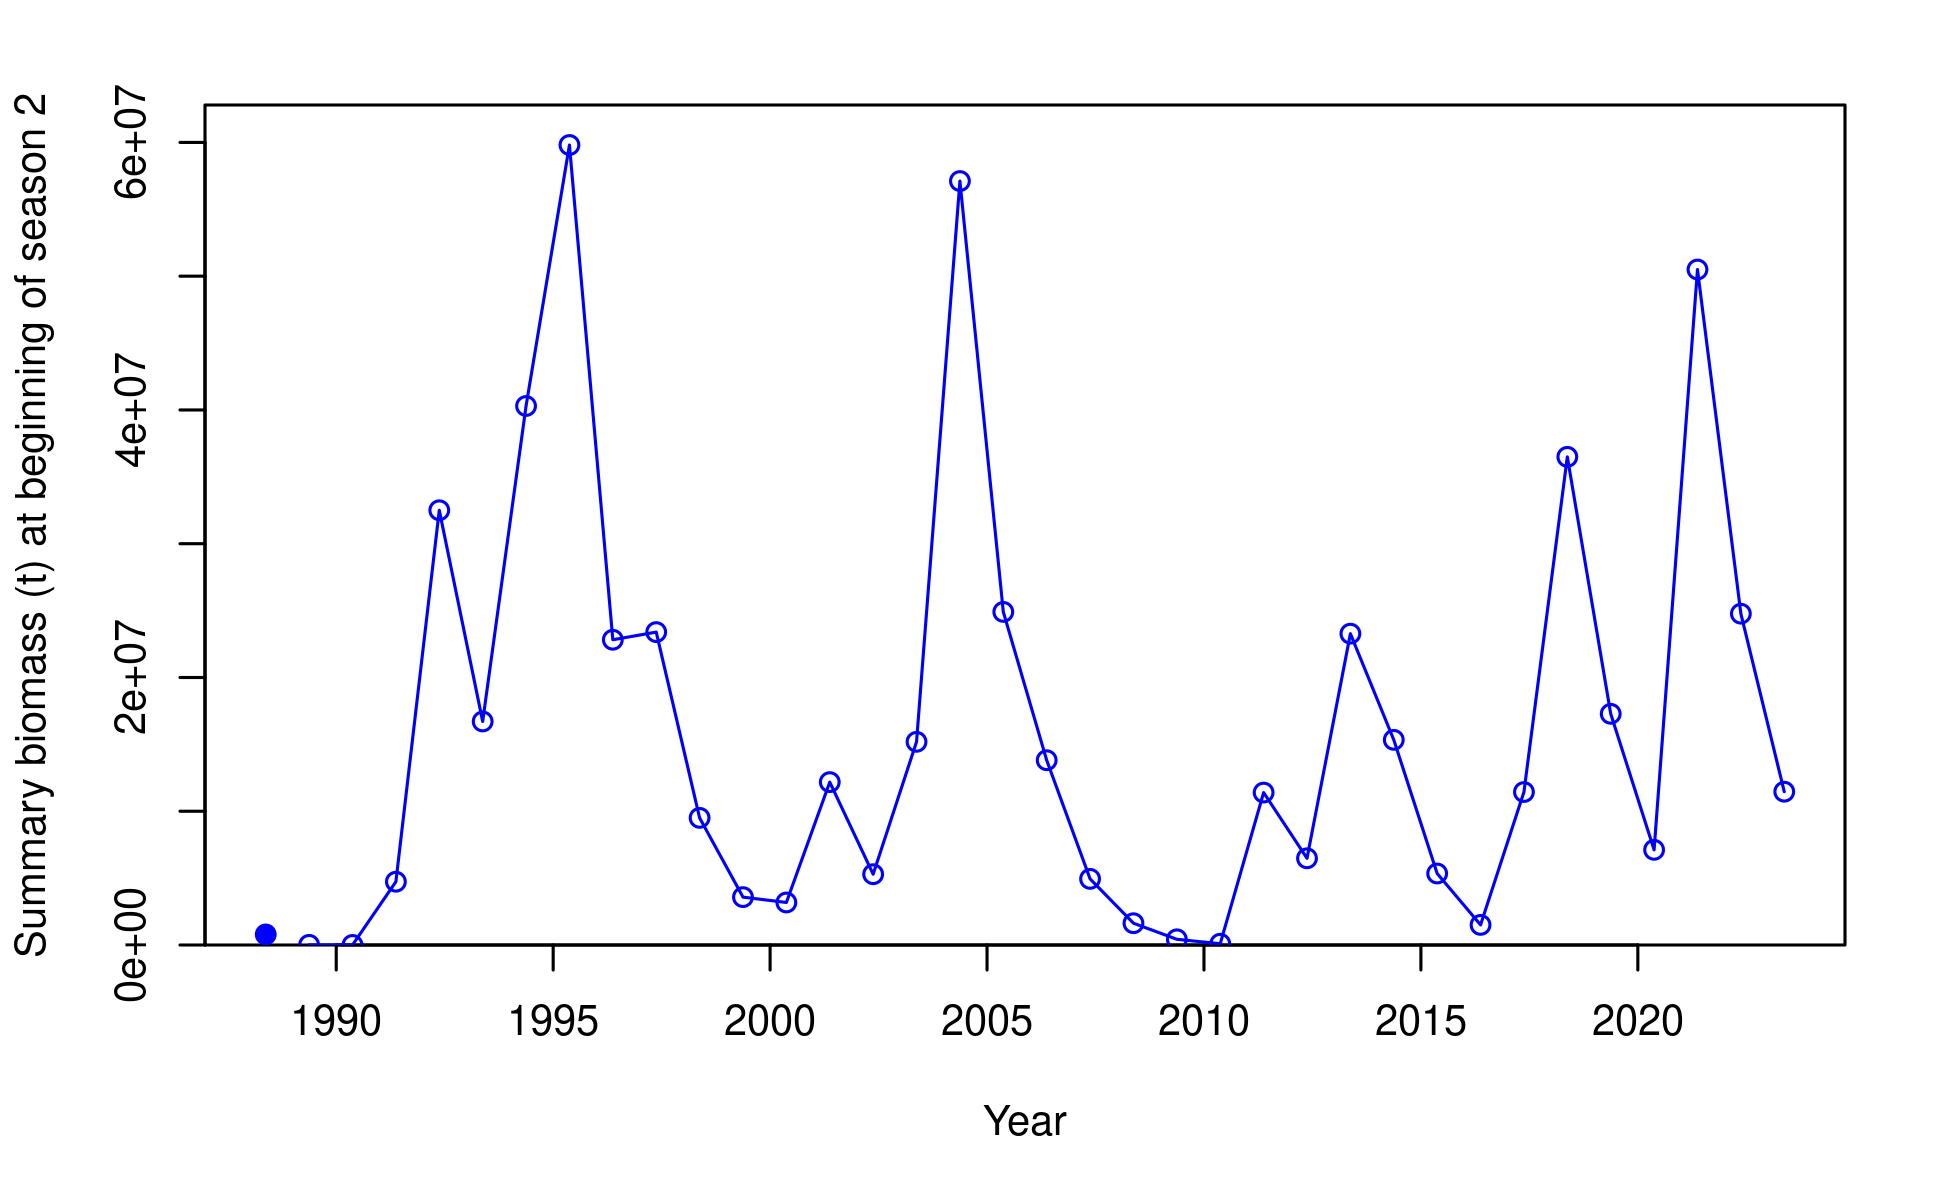 Summary biomass (t) at beginning of season 2
6e+07
4e+07
2e+07
0e+00
1990 1995 2000 2005 2010 2015 2020
Year